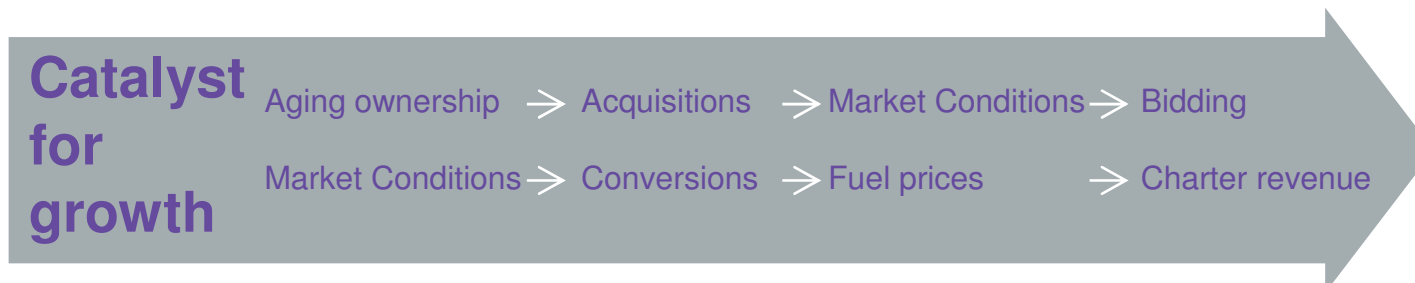 Catalyst
for
growth
Aging ownership → Acquisitions → Market Conditions → Bidding
Market Conditions → Conversions → Fuel prices → Charter revenue